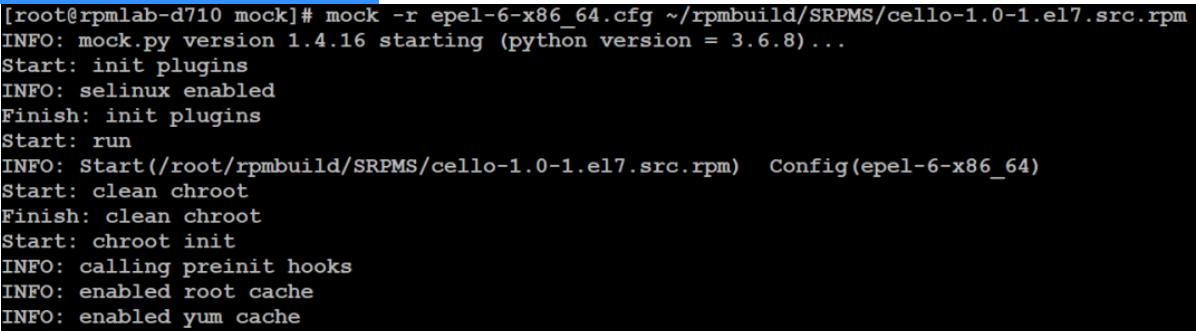 [root@rpmlab-d710 mock]# mock -r epel-6-x86_64.cfg ~/rpmbuild/SRPMS/cello-1.0-1.el7.src.rpm
INFO: mock.py version 1.4.16 starting (python version = 3.6.8)...
Start: init plugins
INFO: selinux enabled
Finish: init plugins
Start: run
INFO: Start(/root/rpmbuild/SRPMS/cello-1.0-1.el7.src.rpm)  Config(epel-6-x86_64)
Start: clean chroot
Finish: clean chroot
Start: chroot init
INFO: calling preinit hooks
INFO: enabled root cache
INFO: enabled yum cache